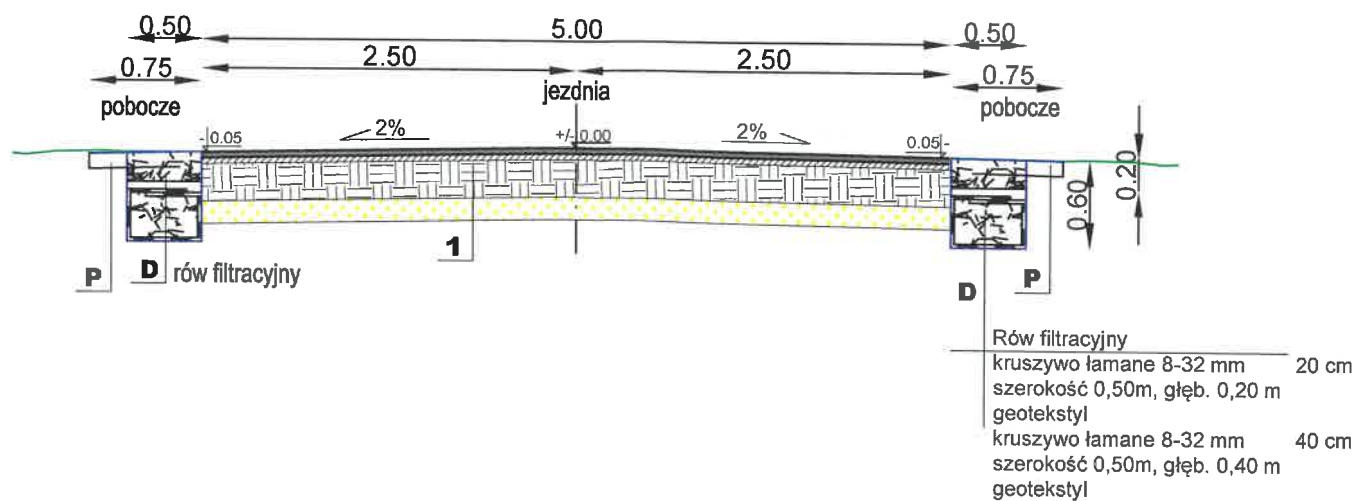 0.50 5.00 0.50
0.75 2.50 2.50 0.75
pobocze jezdnia pobocze
-0.05 2% +/-0.00 2% 0.05-
0.20
0.60
1
P D rów filtracyjny D P
Rów filtracyjny
kruszywo łamane 8-32 mm 20 cm
szerokość 0,50m, głęb. 0,20 m
geotekstyl
kruszywo łamane 8-32 mm 40 cm
szerokość 0,50m, głęb. 0,40 m
geotekstyl